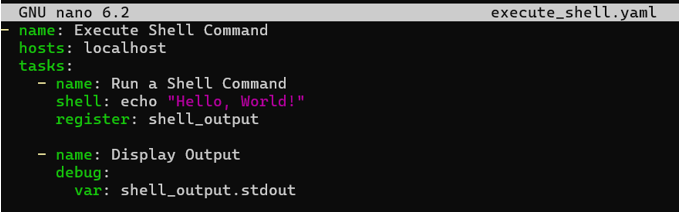 GNU nano 6.2 execute_shell.yaml
- name: Execute Shell Command
  hosts: localhost
  tasks:
    - name: Run a Shell Command
      shell: echo "Hello, World!"
      register: shell_output

    - name: Display Output
      debug:
        var: shell_output.stdout